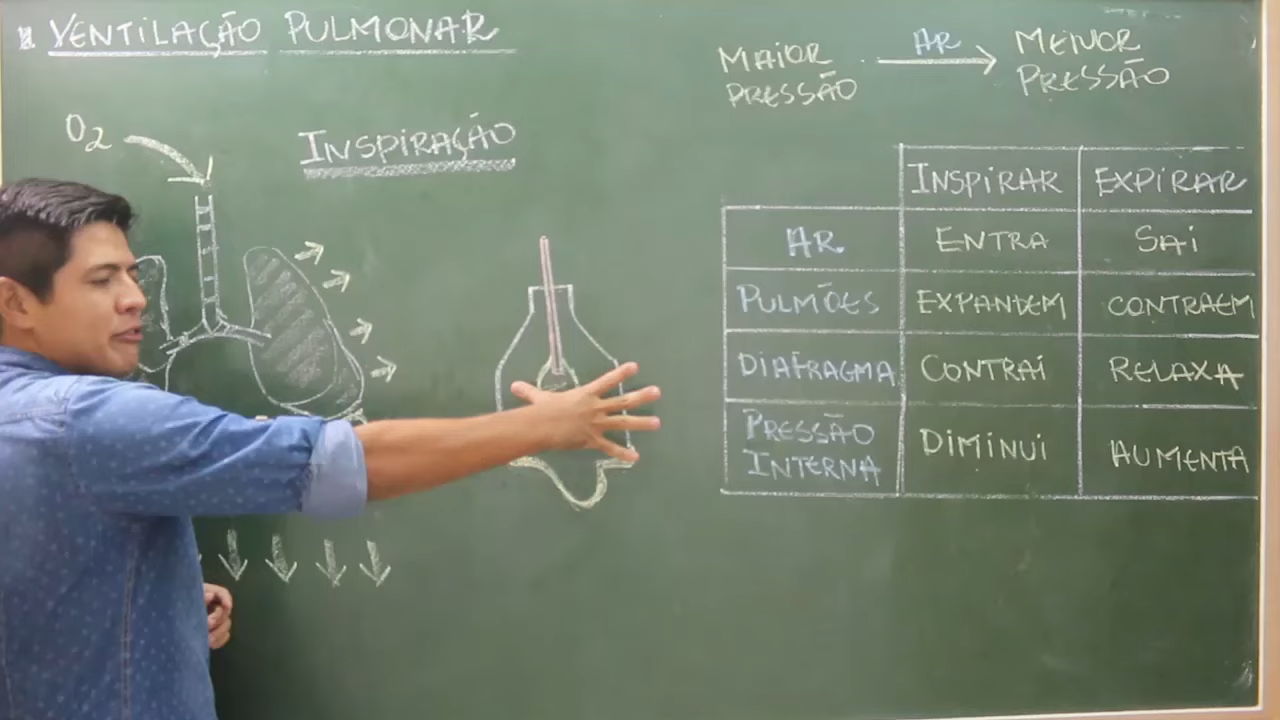 VENTILAÇÃO PULMONAR
MAIOR PRESSÃO
AR
MENOR PRESSÃO
O2
INSPIRAÇÃO
INSPIRAR EXPIRAR
AR ENTRA SAI
PULMÕES EXPANDEM CONTRAEM
DIAFRAGMA CONTRAI RELAXA
PRESSÃO INTERNA DIMINUI AUMENTA